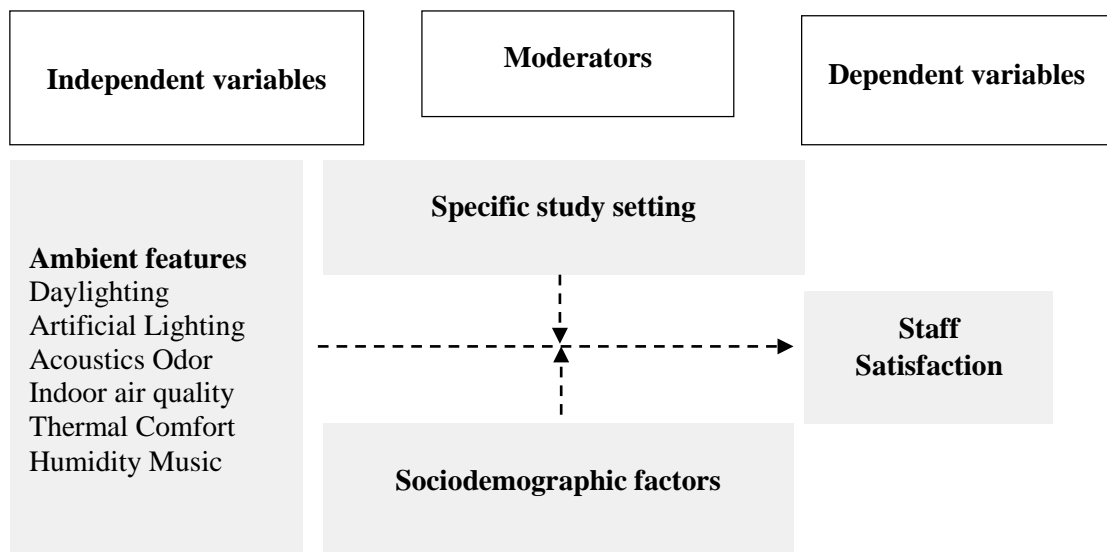 Independent variables
Moderators
Dependent variables
Specific study setting
Ambient features
Daylighting
Artificial Lighting
Acoustics Odor
Indoor air quality
Thermal Comfort
Humidity Music
Staff
Satisfaction
Sociodemographic factors